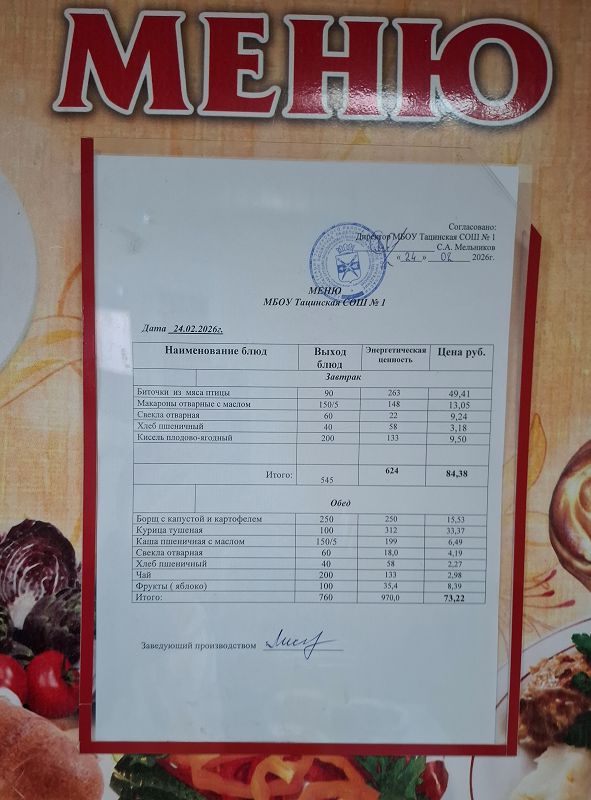 МЕНЮ
Согласовано:
Директор МБОУ Тацинская СОШ № 1
С.А. Мельников
«24» 02 2026г.
МЕНЮ
МБОУ Тацинская СОШ № 1
Дата 24.02.2026г.
Наименование блюд Выход блюд Энергетическая ценность Цена руб.
Завтрак
Биточки из мяса птицы 90 263 49,41
Макароны отварные с маслом 150/5 148 13,05
Свекла отварная 60 22 9,24
Хлеб пшеничный 40 58 3,18
Кисель плодово-ягодный 200 133 9,50
Итого: 545 624 84,38
Обед
Борщ с капустой и картофелем 250 250 15,53
Курица тушеная 100 312 33,37
Каша пшеничная с маслом 150/5 199 6,49
Свекла отварная 60 18,0 4,19
Хлеб пшеничный 40 58 2,27
Чай 200 133 2,98
Фрукты ( яблоко) 100 35,4 8,39
Итого: 760 970,0 73,22
Заведующий производством